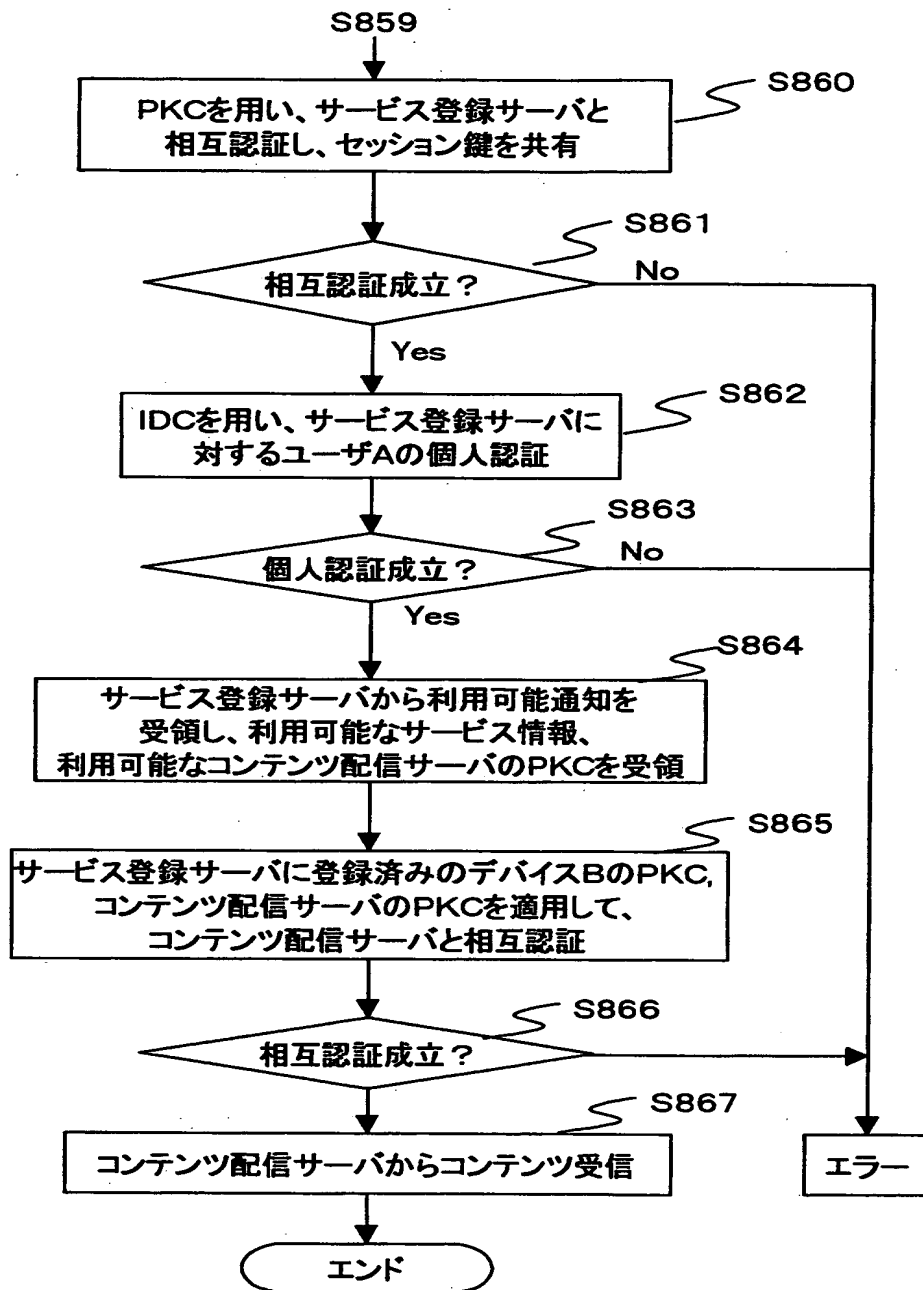 S859
S860
PKCを用い、サービス登録サーバと
相互認証し、セッション鍵を共有
S861
相互認証成立？
No
Yes
S862
IDCを用い、サービス登録サーバに
対するユーザAの個人認証
S863
個人認証成立？
No
Yes
S864
サービス登録サーバから利用可能通知を
受領し、利用可能なサービス情報、
利用可能なコンテンツ配信サーバのPKCを受領
S865
サービス登録サーバに登録済みのデバイスBのPKC,
コンテンツ配信サーバのPKCを適用して、
コンテンツ配信サーバと相互認証
S866
相互認証成立？
S867
コンテンツ配信サーバからコンテンツ受信
エラー
エンド